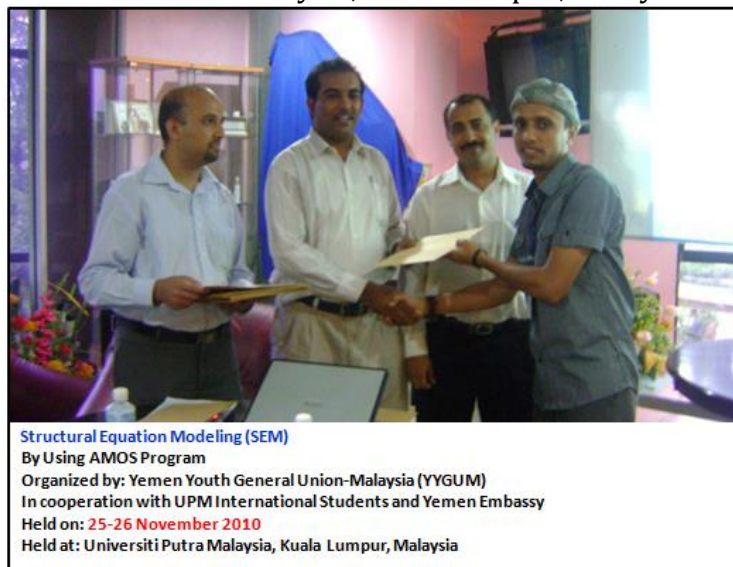 Structural Equation Modeling (SEM)
By Using AMOS Program
Organized by: Yemen Youth General Union-Malaysia (YYGUM)
In cooperation with UPM International Students and Yemen Embassy
Held on: 25-26 November 2010
Held at: Universiti Putra Malaysia, Kuala Lumpur, Malaysia